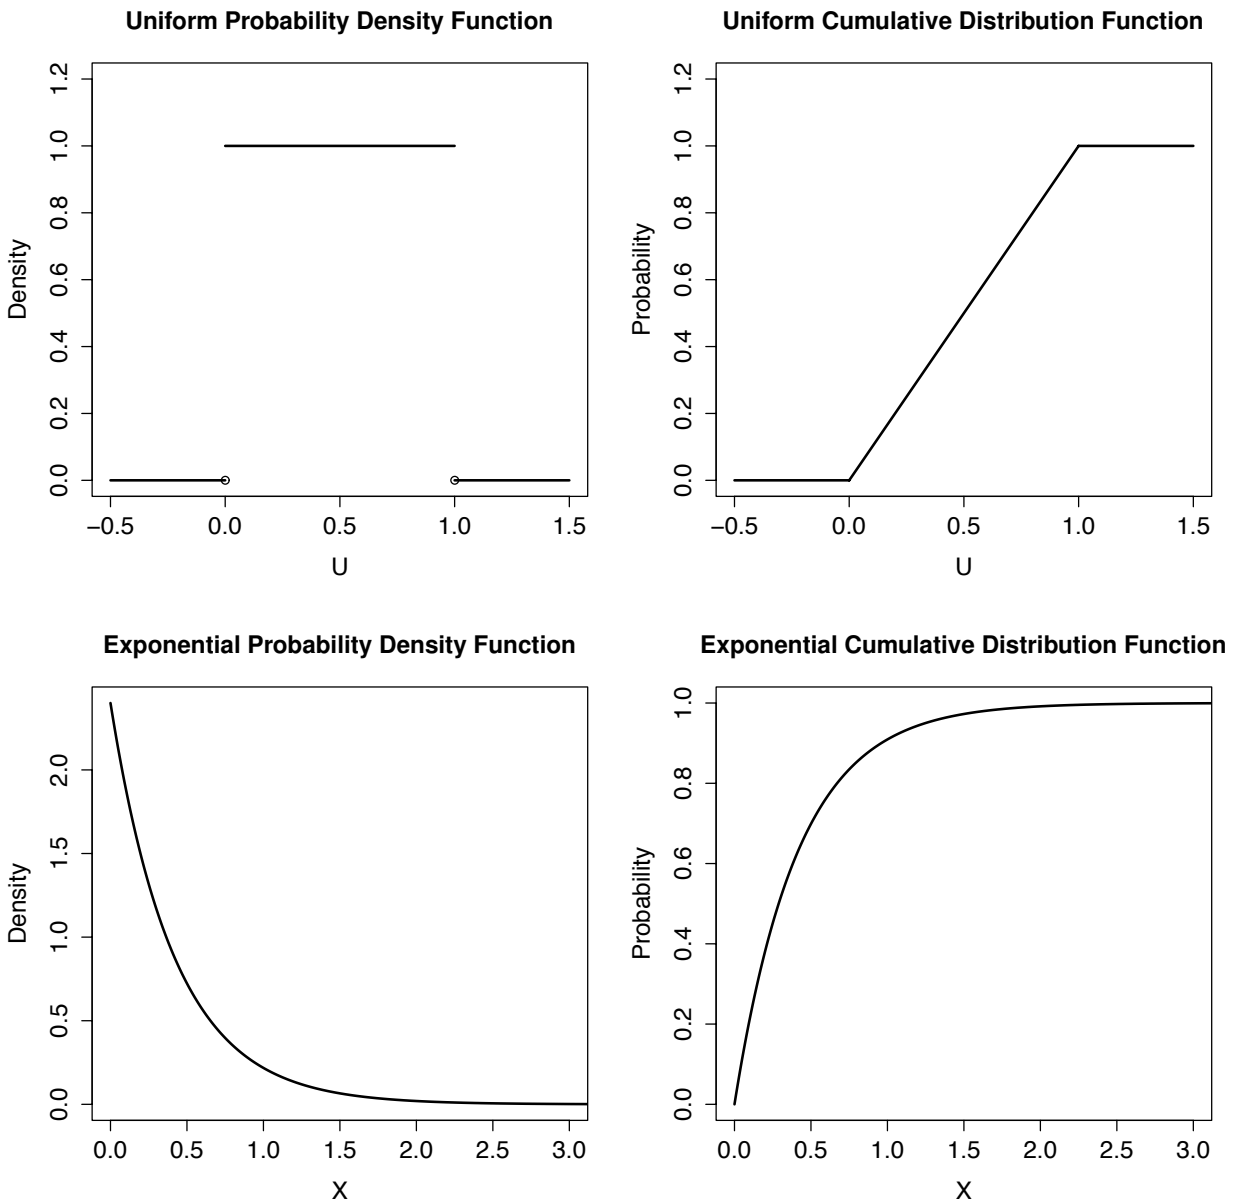 Uniform Probability Density Function
Density
0.0 0.2 0.4 0.6 0.8 1.0 1.2
−0.5 0.0 0.5 1.0 1.5
U
Uniform Cumulative Distribution Function
Probability
0.0 0.2 0.4 0.6 0.8 1.0 1.2
−0.5 0.0 0.5 1.0 1.5
U
Exponential Probability Density Function
Density
0.0 0.5 1.0 1.5 2.0
0.0 0.5 1.0 1.5 2.0 2.5 3.0
X
Exponential Cumulative Distribution Function
Probability
0.0 0.2 0.4 0.6 0.8 1.0
0.0 0.5 1.0 1.5 2.0 2.5 3.0
X